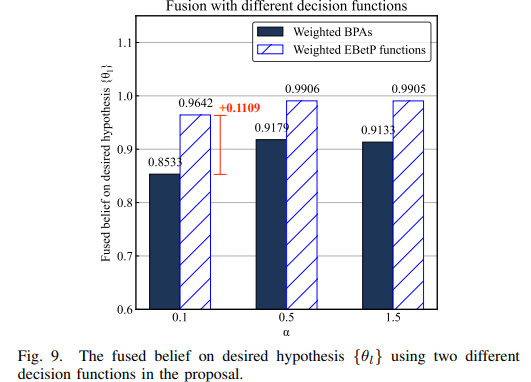 Fusion with different decision functions
Weighted BPAs
Weighted EBetP functions
Fused belief on desired hypothesis {θ_l}
1.1
1.0
0.9
0.8
0.7
0.6
0.8533
0.9642
+0.1109
0.9179
0.9906
0.9133
0.9905
0.1
0.5
1.5
α
Fig. 9. The fused belief on desired hypothesis {θ_l} using two different
decision functions in the proposal.